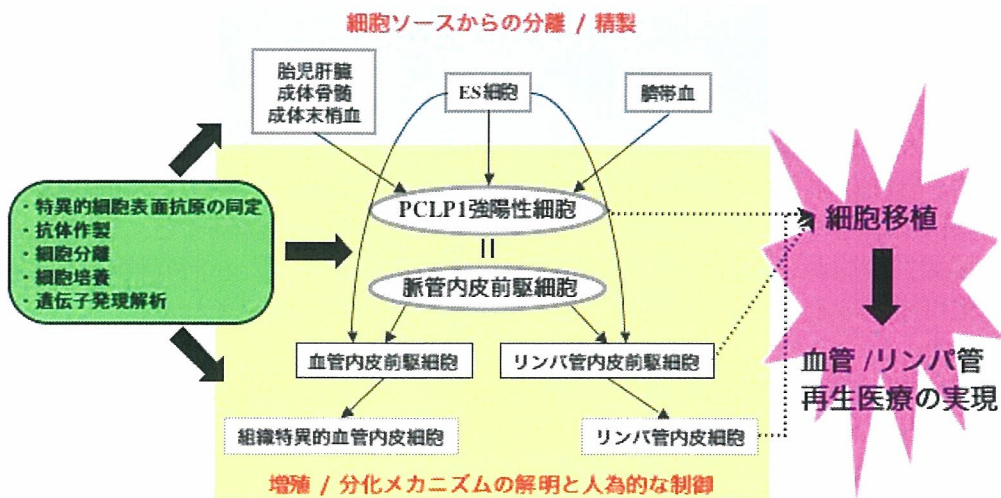 細胞ソースからの分離 / 精製
胎児肝臓
成体骨髄
成体末梢血
ES細胞
臍帯血
・特異的細胞表面抗原の同定
・抗体作製
・細胞分離
・細胞培養
・遺伝子発現解析
PCLP1強陽性細胞
脈管内皮前駆細胞
血管内皮前駆細胞
リンパ管内皮前駆細胞
組織特異的血管内皮細胞
リンパ管内皮細胞
増殖 / 分化メカニズムの解明と人為的な制御
細胞移植
血管 /リンパ管
再生医療の実現